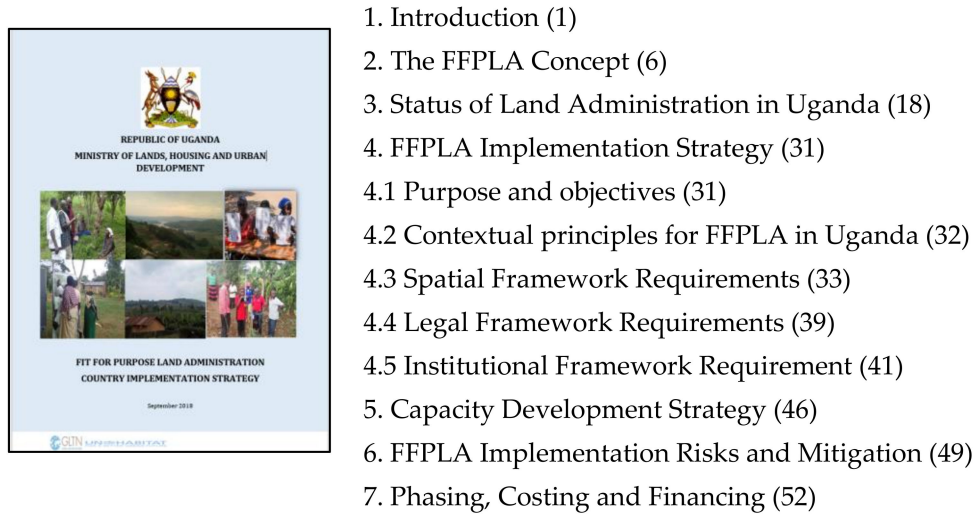 REPUBLIC OF UGANDA
MINISTRY OF LANDS, HOUSING AND URBAN
DEVELOPMENT
FIT FOR PURPOSE LAND ADMINISTRATION
COUNTRY IMPLEMENTATION STRATEGY
September 2018
GLTN UN HABITAT
1. Introduction (1)
2. The FFPLA Concept (6)
3. Status of Land Administration in Uganda (18)
4. FFPLA Implementation Strategy (31)
4.1 Purpose and objectives (31)
4.2 Contextual principles for FFPLA in Uganda (32)
4.3 Spatial Framework Requirements (33)
4.4 Legal Framework Requirements (39)
4.5 Institutional Framework Requirement (41)
5. Capacity Development Strategy (46)
6. FFPLA Implementation Risks and Mitigation (49)
7. Phasing, Costing and Financing (52)